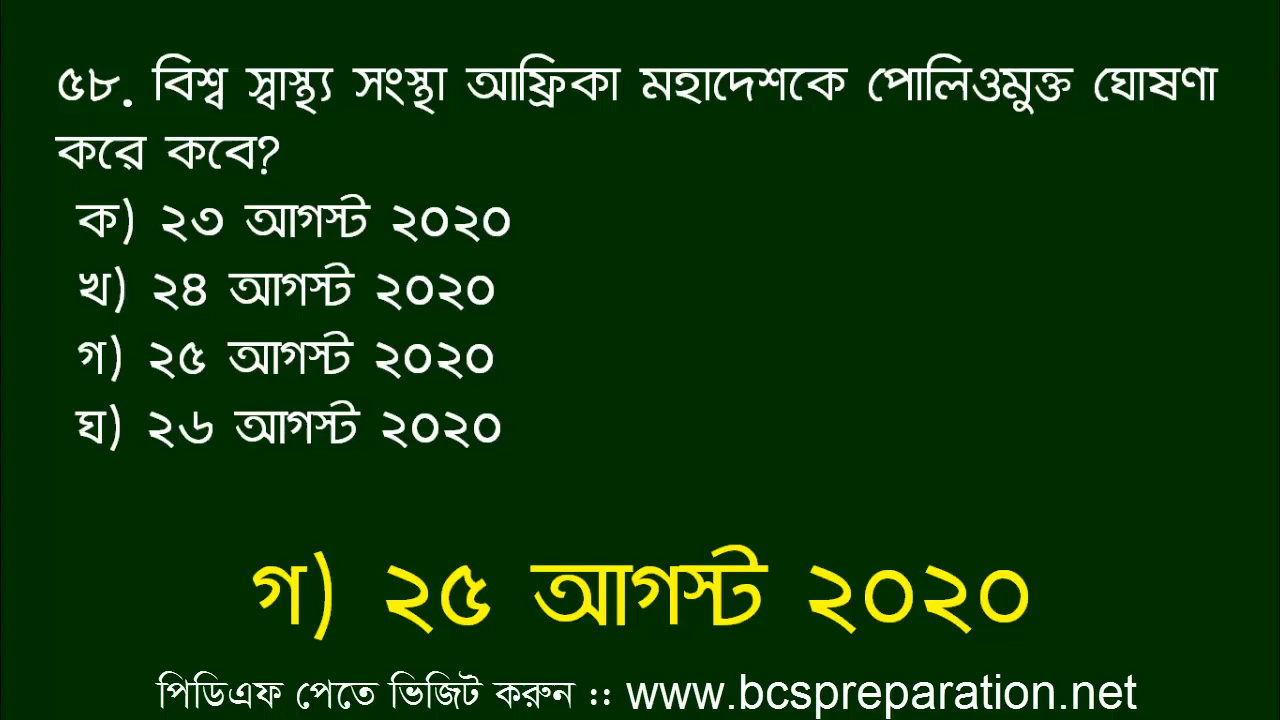 ৫৮. বিশ্ব স্বাস্থ্য সংস্থা আফ্রিকা মহাদেশকে পোলিওমুক্ত ঘোষণা
করে কবে?
ক) ২৩ আগস্ট ২০২০
খ) ২৪ আগস্ট ২০২০
গ) ২৫ আগস্ট ২০২০
ঘ) ২৬ আগস্ট ২০২০
গ) ২৫ আগস্ট ২০২০
পিডিএফ পেতে ভিজিট করুন :: www.bcspreparation.net